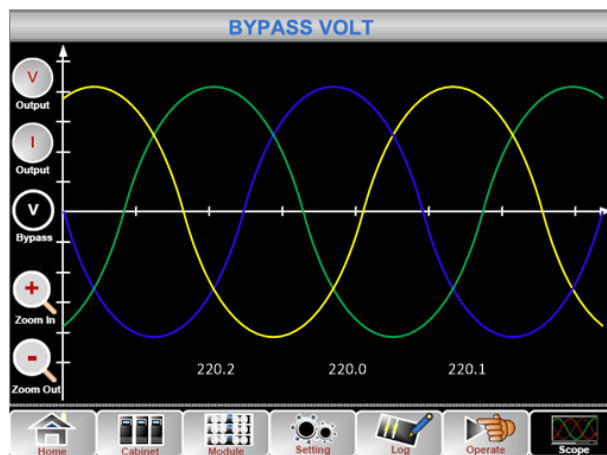 BYPASS VOLT
V
Output
I
Output
V
Bypass
Zoom In
Zoom Out
220.2 220.0 220.1
Home Cabinet Module Setting Log Operate Scope